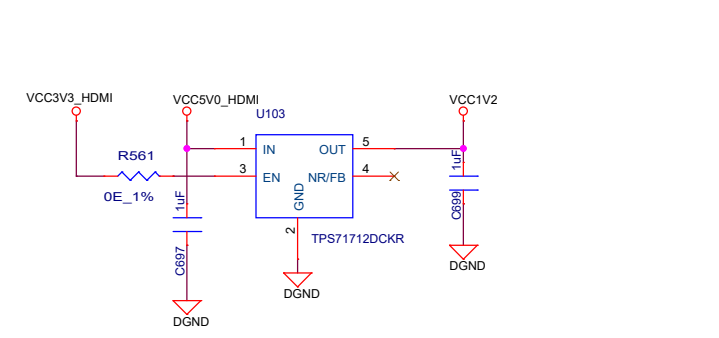 VCC3V3_HDMI
VCC5V0_HDMI
VCC1V2
U103
R561
0E_1%
1
IN
OUT
5
3
EN
NR/FB
4
GND
2
1uF
C697
1uF
C699
TPS71712DCKR
DGND
DGND
DGND